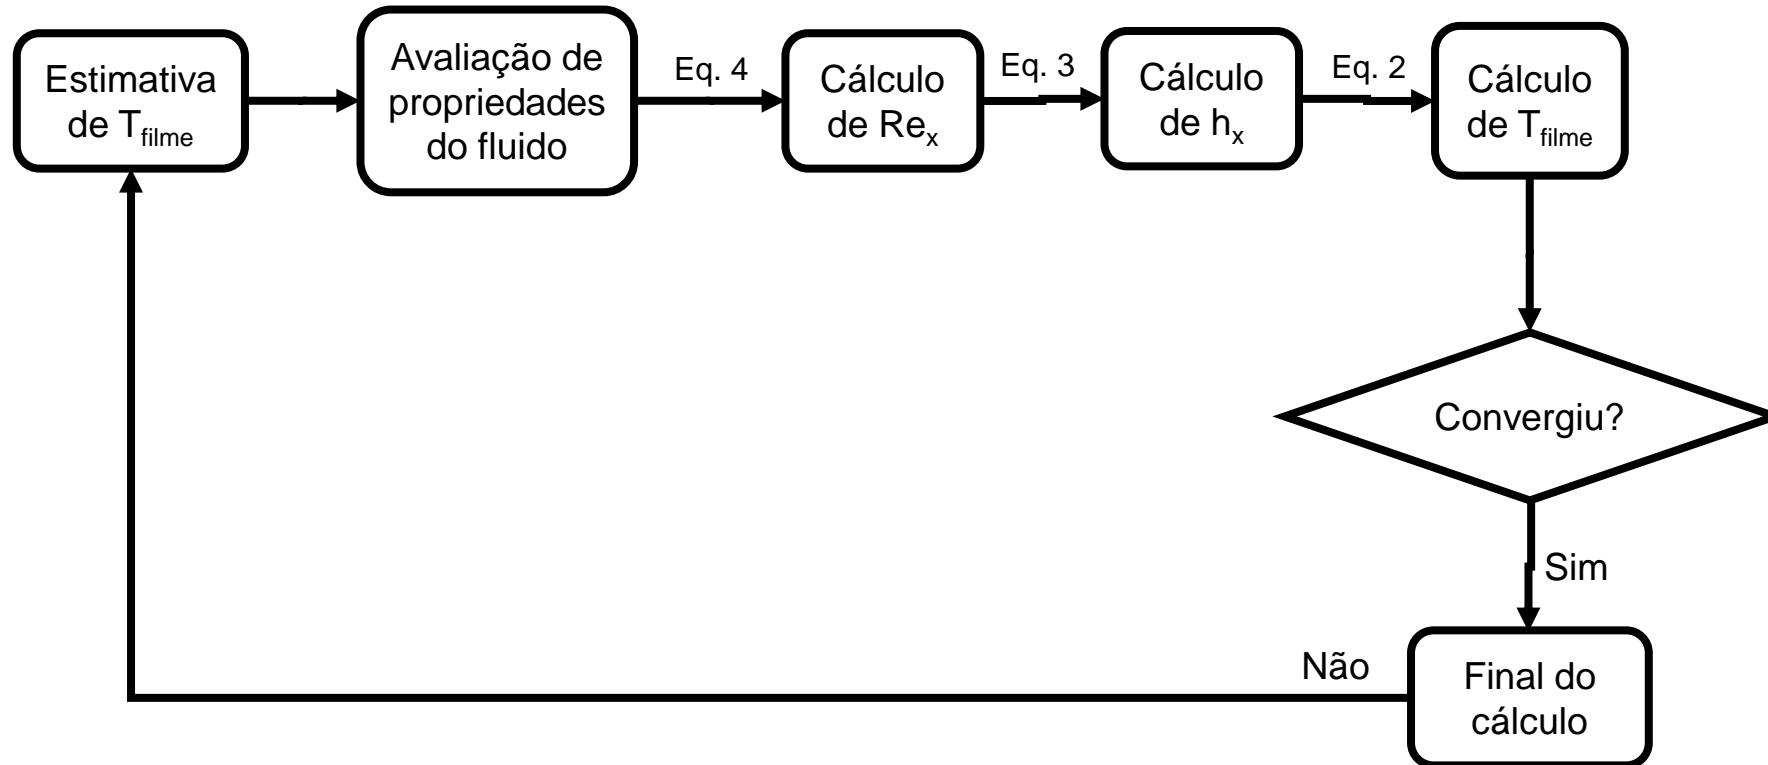 Estimativa
de T_filme
Avaliação de
propriedades
do fluido
Eq. 4
Cálculo
de Re_x
Eq. 3
Cálculo
de h_x
Eq. 2
Cálculo
de T_filme
Convergiu?
Sim
Não
Final do
cálculo